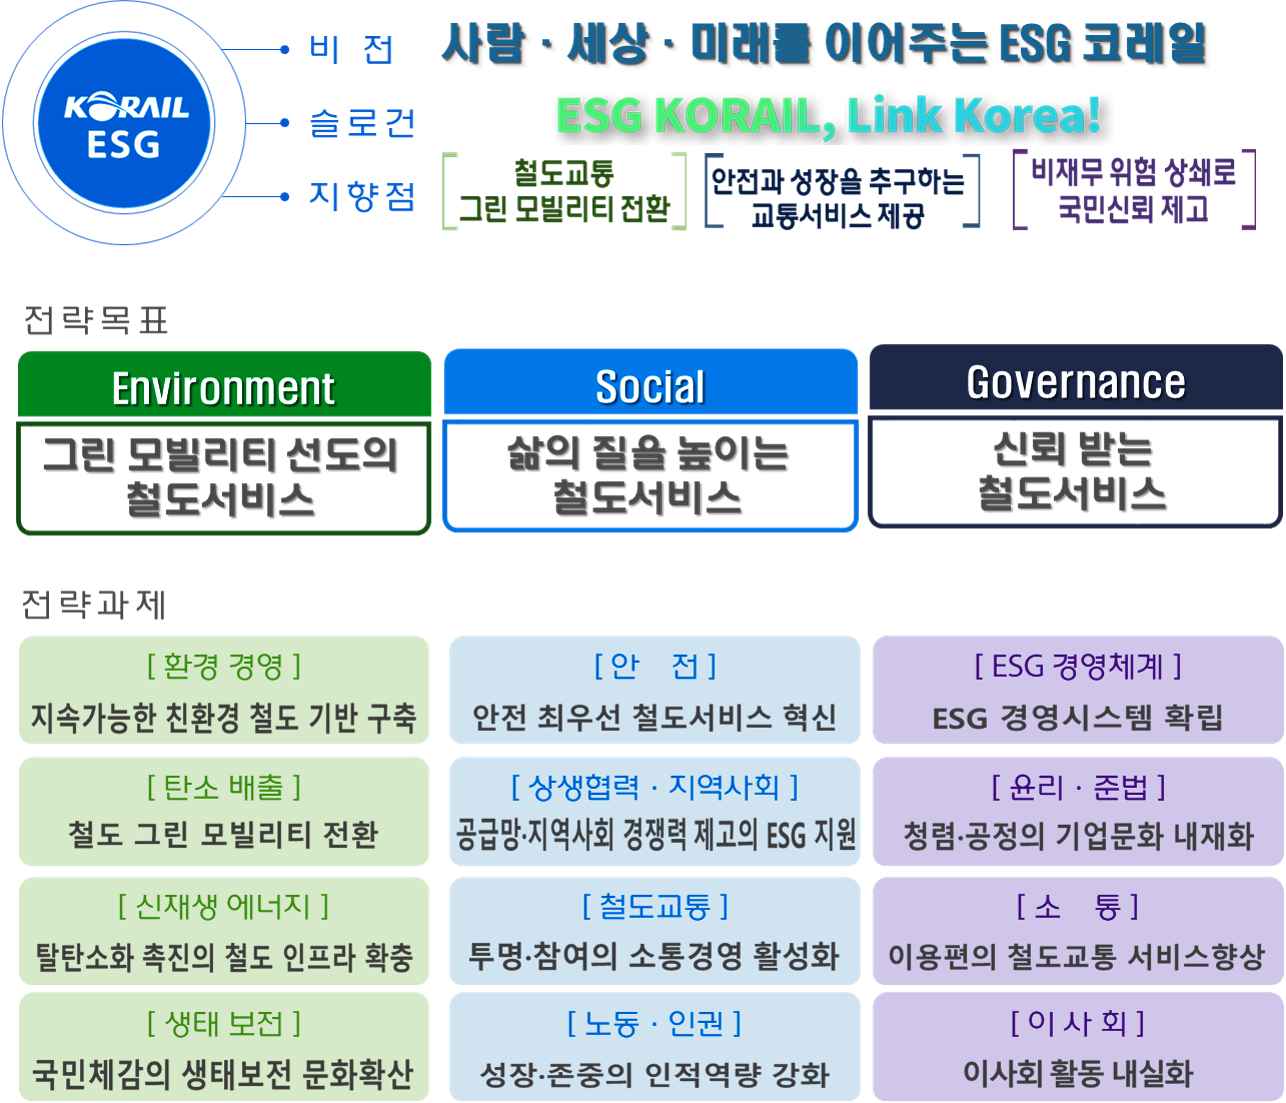 KORAIL
ESG
비 전
사람 · 세상 · 미래를 이어주는 ESG 코레일
슬로건
ESG KORAIL, Link Korea!
지향점
철도교통
그린 모빌리티 전환
안전과 성장을 추구하는
교통서비스 제공
비재무 위험 상쇄로
국민신뢰 제고
전략목표
Environment
그린 모빌리티 선도의
철도서비스
Social
삶의 질을 높이는
철도서비스
Governance
신뢰 받는
철도서비스
전략과제
[ 환경 경영 ]
지속가능한 친환경 철도 기반 구축
[ 안 전 ]
안전 최우선 철도서비스 혁신
[ ESG 경영체계 ]
ESG 경영시스템 확립
[ 탄소 배출 ]
철도 그린 모빌리티 전환
[ 상생협력 · 지역사회 ]
공급망·지역사회 경쟁력 제고의 ESG 지원
[ 윤리 · 준법 ]
청렴·공정의 기업문화 내재화
[ 신재생 에너지 ]
탈탄소화 촉진의 철도 인프라 확충
[ 철도교통 ]
투명·참여의 소통경영 활성화
[ 소 통 ]
이용편의 철도교통 서비스향상
[ 생태 보전 ]
국민체감의 생태보전 문화확산
[ 노동 · 인권 ]
성장·존중의 인적역량 강화
[ 이 사 회 ]
이사회 활동 내실화